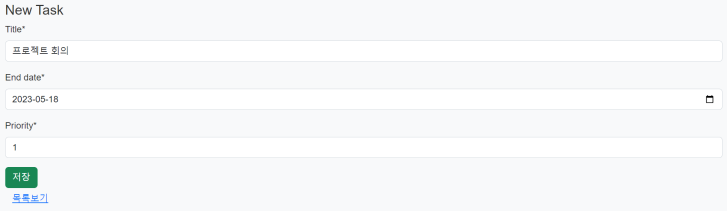 New Task
Title*
프로젝트 회의
End date*
2023-05-18
Priority*
1
저장
목록보기